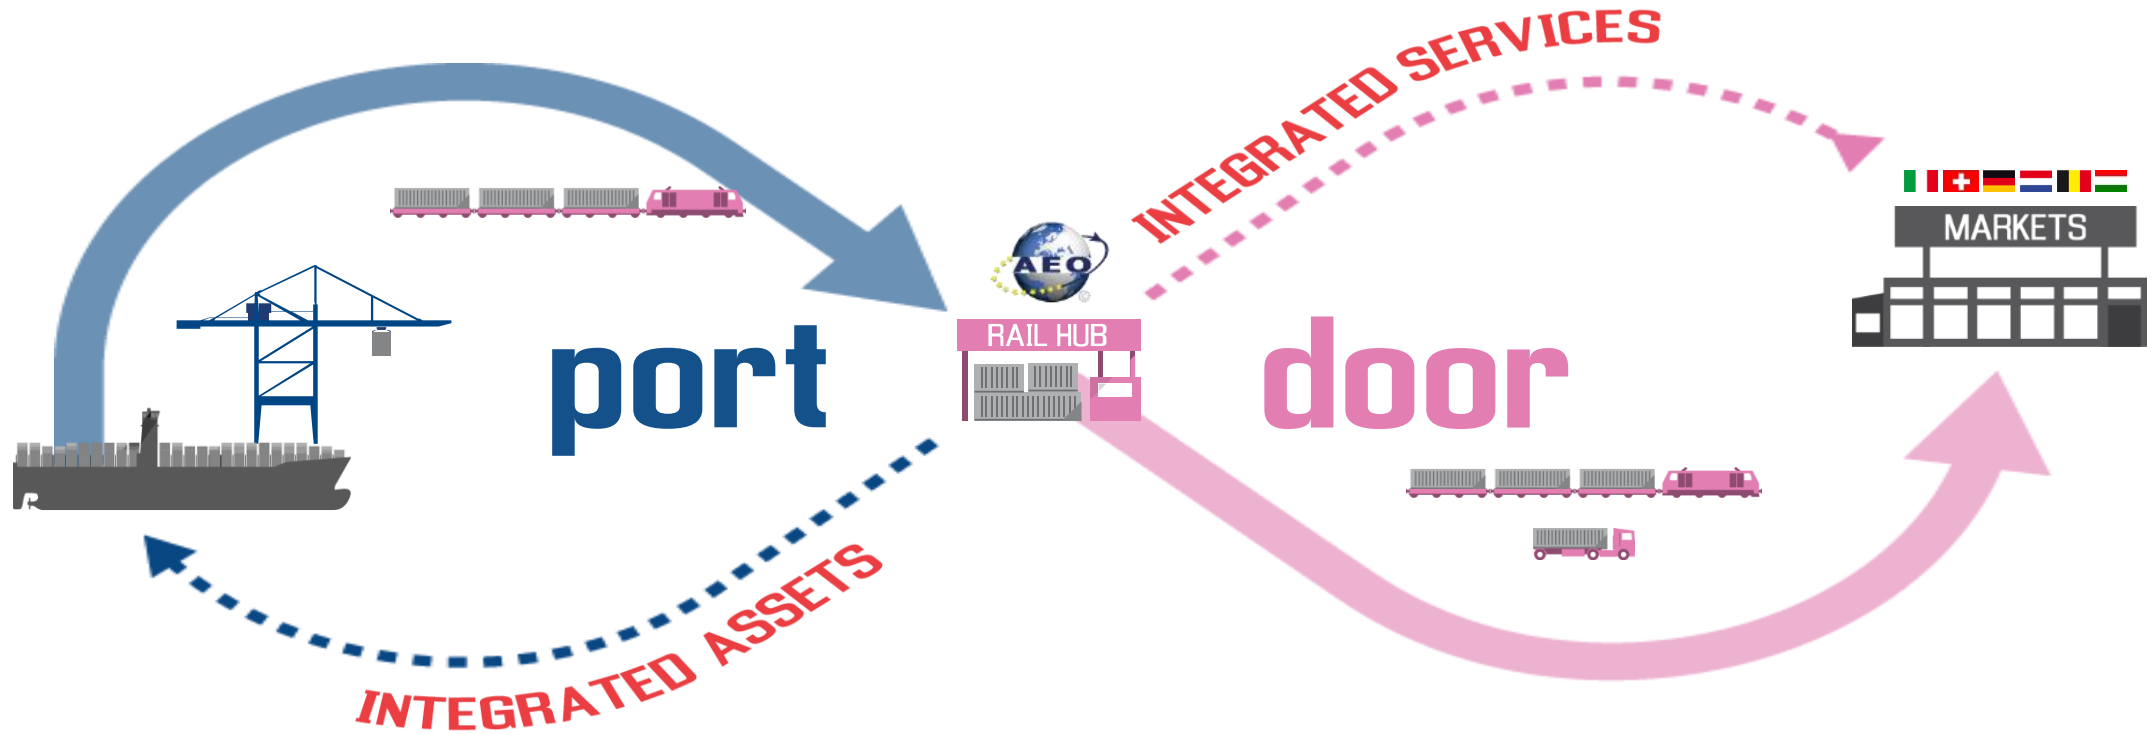 INTEGRATED SERVICES
MARKETS
AEO
©
RAIL HUB
port
door
INTEGRATED ASSETS